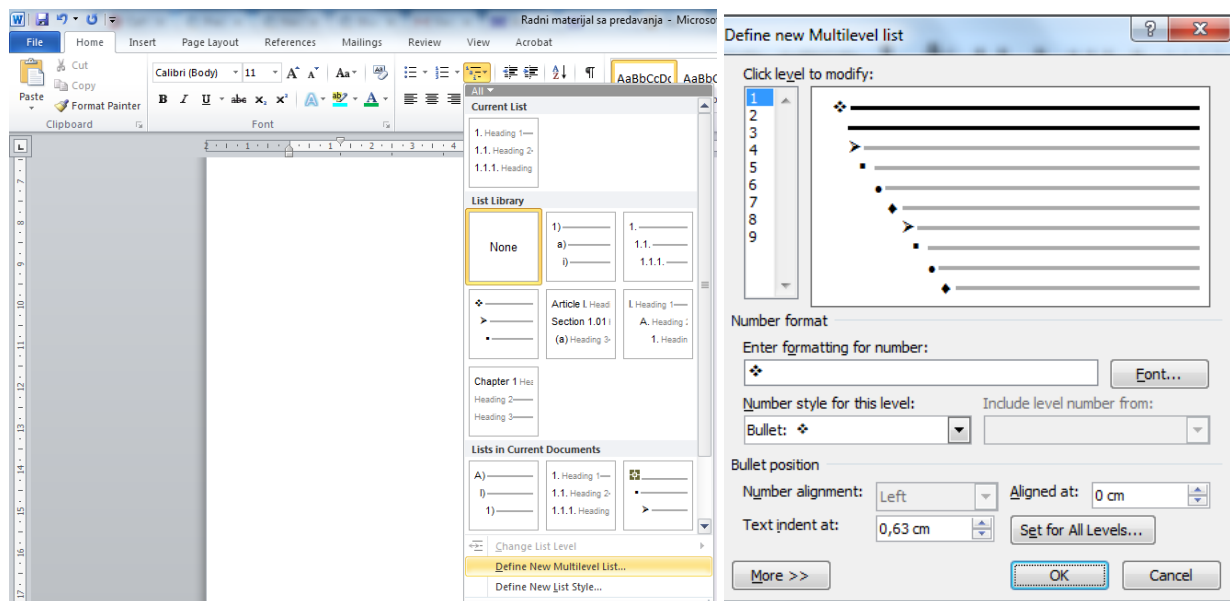 Radni materijal sa predavanja - Microso
File Home Insert Page Layout References Mailings Review View Acrobat
Paste
Cut
Copy
Format Painter
Clipboard
Calibri (Body) 11
Font
AaBbCcDc AaBbC
All
Current List
1. Heading 1
1.1. Heading 2
1.1.1. Heading
List Library
None
1)
a)
i)
1.
1.1.
1.1.1.
Article I. Head
Section 1.01
(a) Heading 3
I. Heading 1
A. Heading 2
1. Headin
Chapter 1 Hea
Heading 2
Heading 3
Lists in Current Documents
A)
I)
1)
1. Heading 1
1.1. Heading 2
1.1.1. Heading
Change List Level
Define New Multilevel List...
Define New List Style...
Define new Multilevel list
Click level to modify:
1
2
3
4
5
6
7
8
9
Number format
Enter formatting for number:
Font...
Number style for this level:
Include level number from:
Bullet:
Bullet position
Number alignment: Left
Aligned at: 0 cm
Text indent at: 0,63 cm
Set for All Levels...
More >>
OK
Cancel